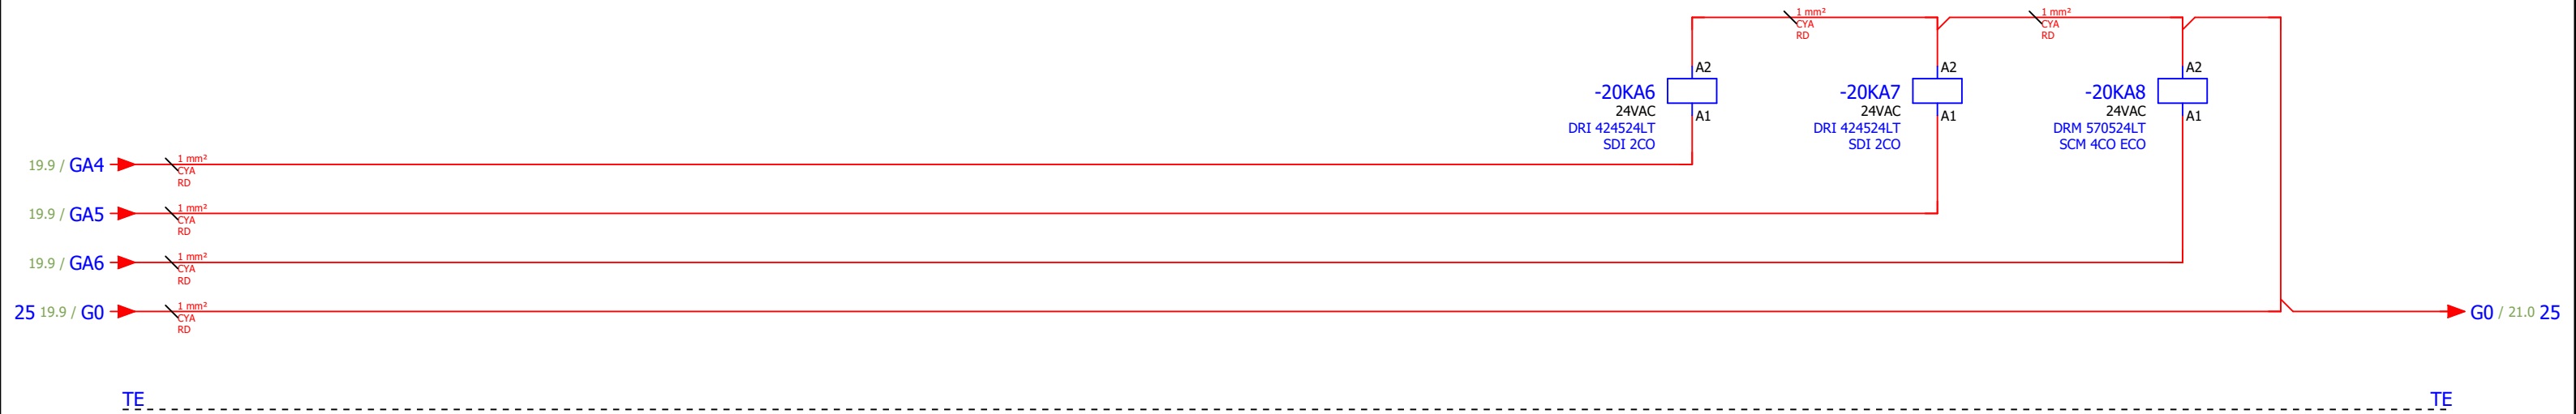 1 mm²
CYA
RD
1 mm²
CYA
RD
-20KA6
24VAC
DRI 424524LT
SDI 2CO
A2
A1
-20KA7
24VAC
DRI 424524LT
SDI 2CO
A2
A1
-20KA8
24VAC
DRM 570524LT
SCM 4CO ECO
A2
A1
19.9 / GA4
1 mm²
CYA
RD
19.9 / GA5
1 mm²
CYA
RD
19.9 / GA6
1 mm²
CYA
RD
25 19.9 / G0
1 mm²
CYA
RD
G0 / 21.0 25
TE
TE